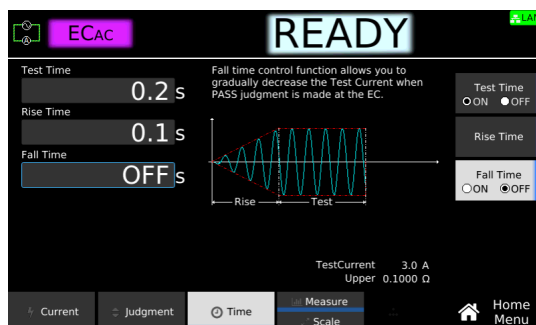 A
ECAC
READY
LAN
Test Time
0.2 s
Rise Time
0.1 s
Fall Time
OFF s
Fall time control function allows you to
gradually decrease the Test Current when
PASS judgment is made at the EC.
Rise
Test
TestCurrent 3.0 A
Upper 0.1000 Ω
Test Time
ON OFF
Rise Time
Fall Time
ON OFF
Current
Judgment
Time
Measure
Scale
Home
Menu